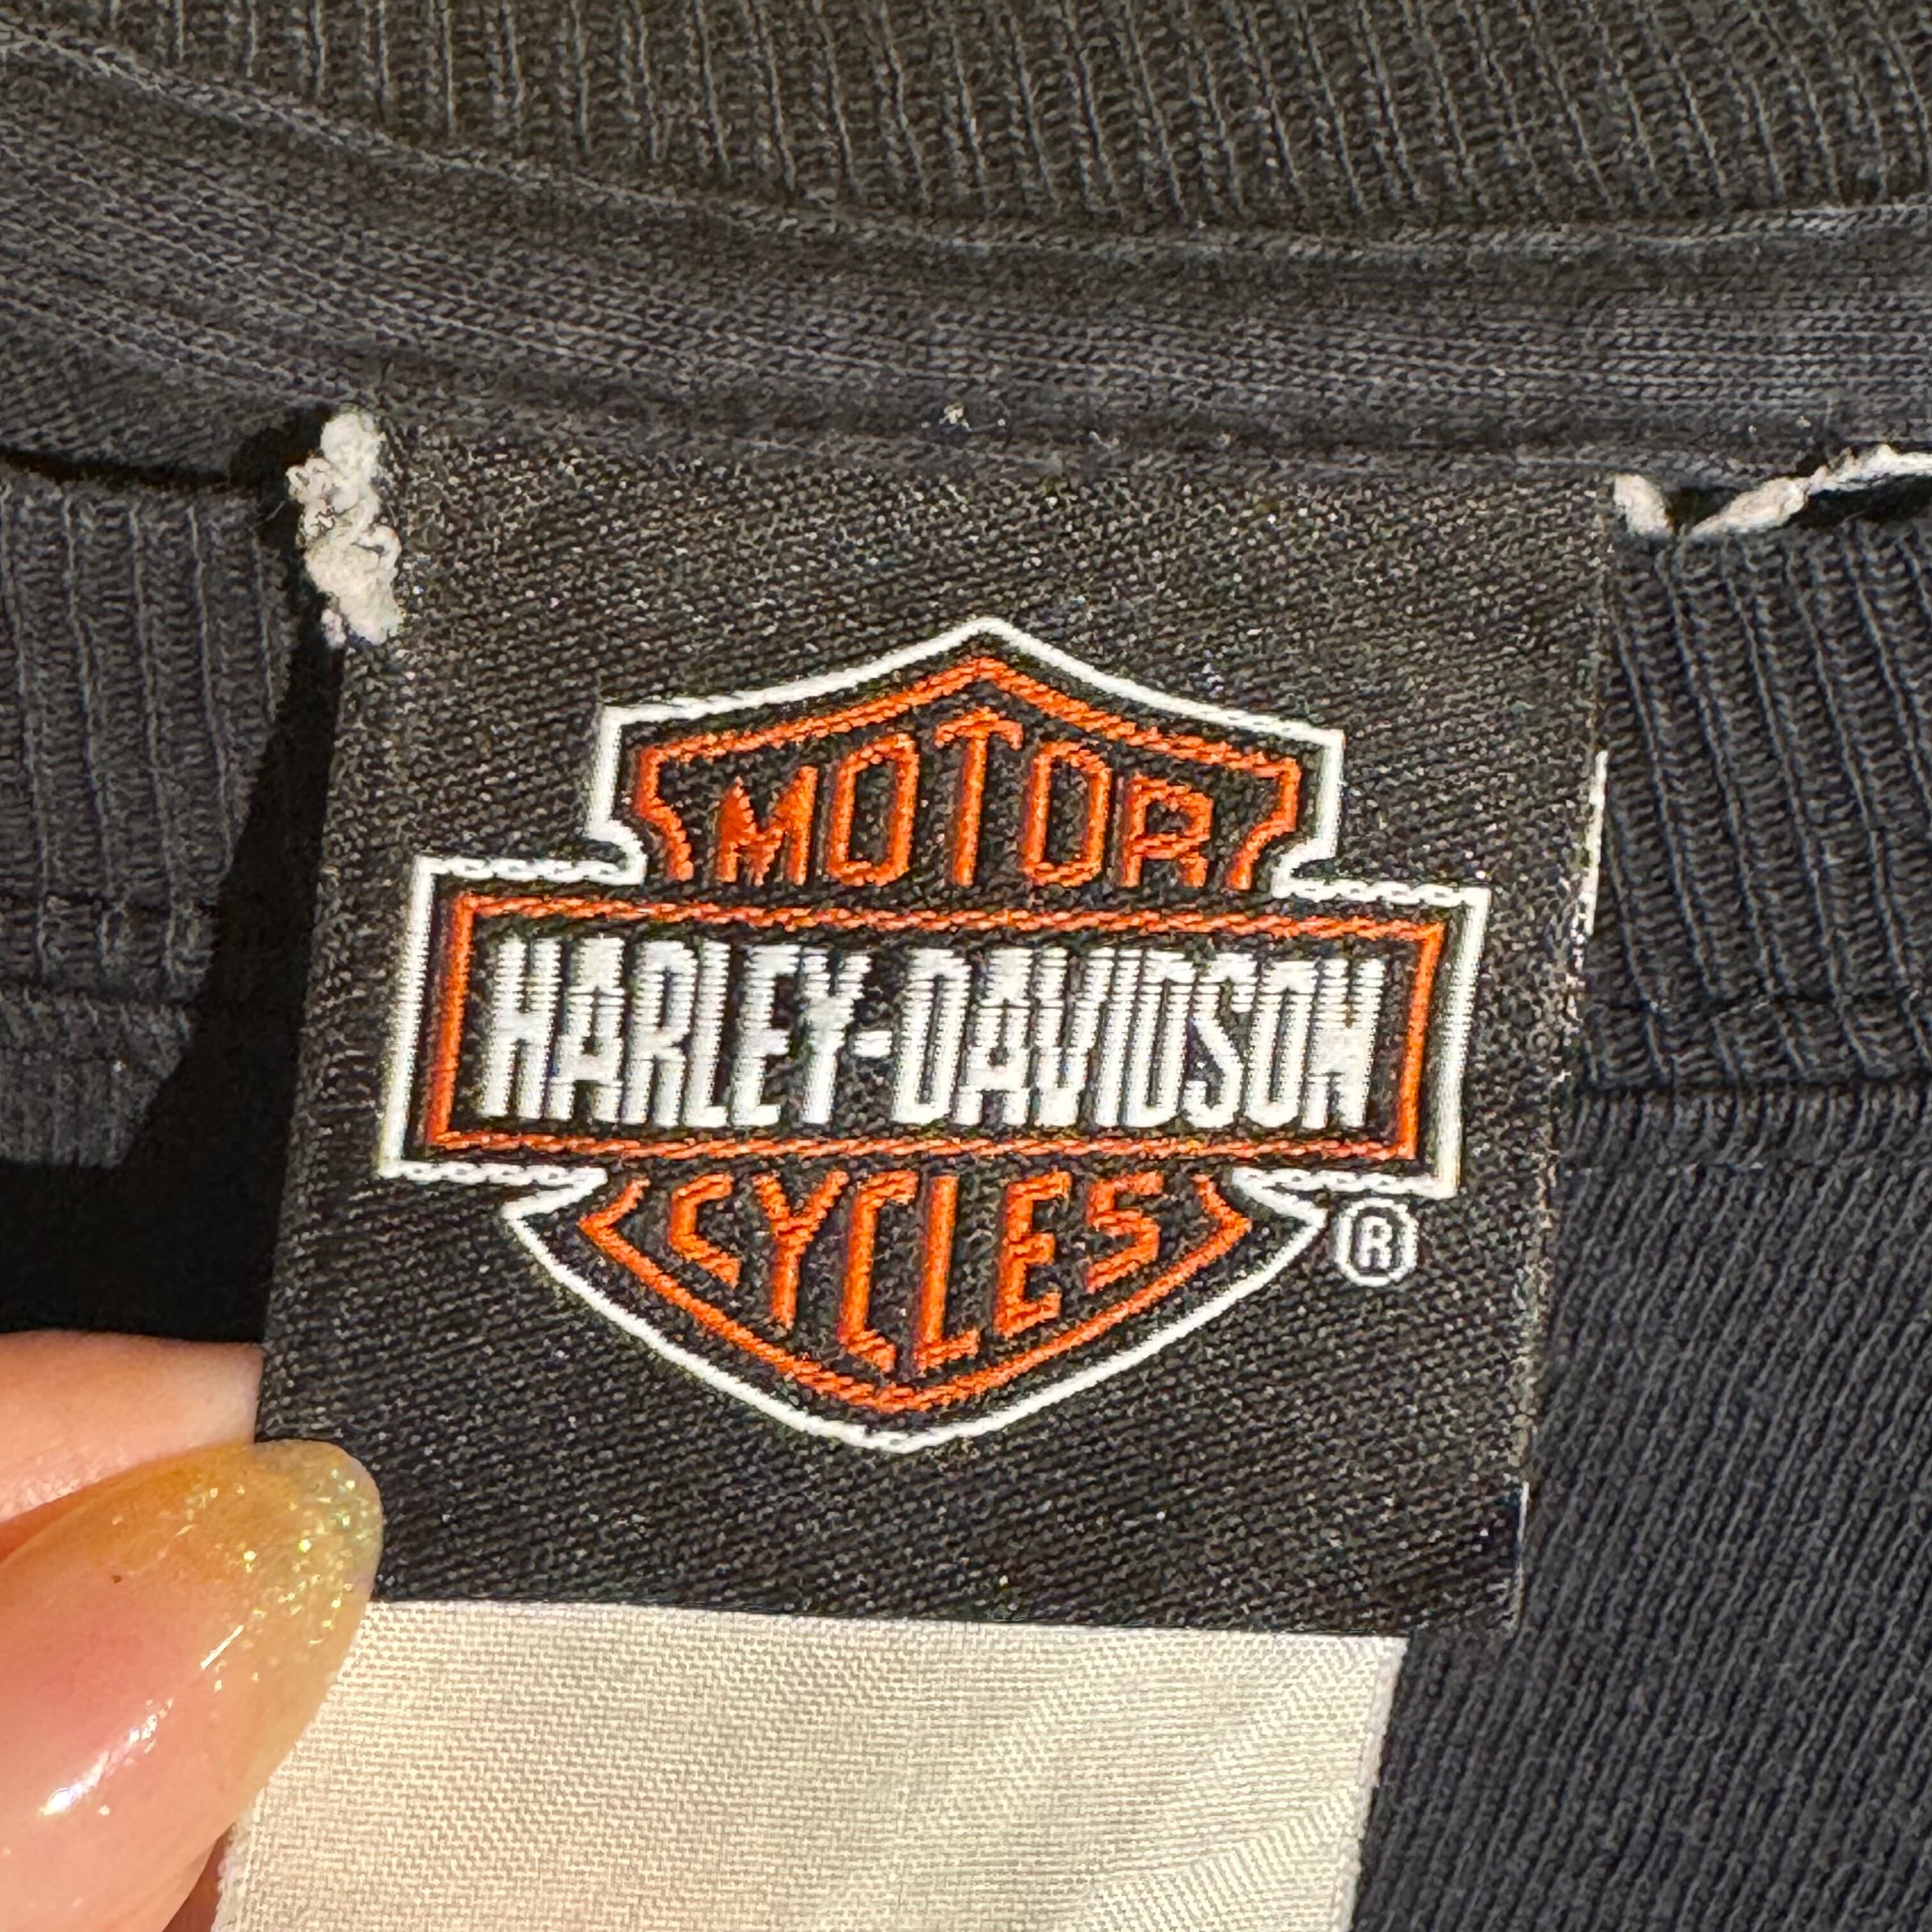 MOTOR
HARLEY-DAVIDSON
CYCLES
®